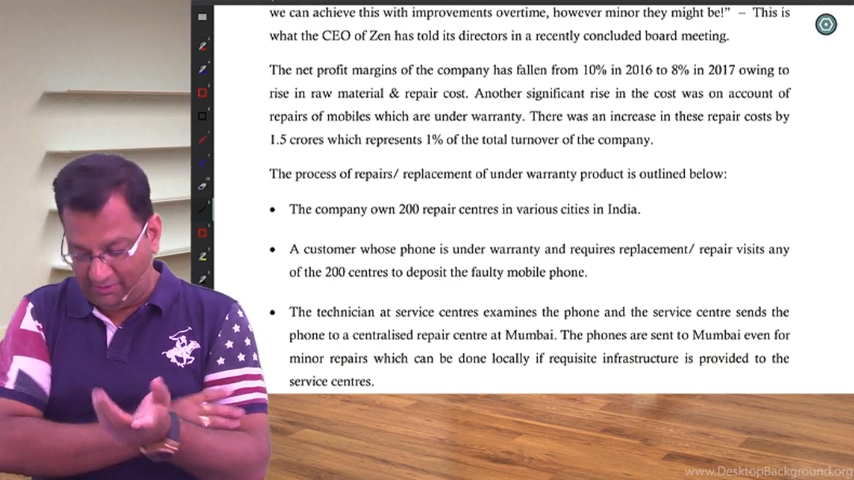 we can achieve this with improvements overtime, however minor they might be!” – This is
what the CEO of Zen has told its directors in a recently concluded board meeting.
The net profit margins of the company has fallen from 10% in 2016 to 8% in 2017 owing to
rise in raw material & repair cost. Another significant rise in the cost was on account of
repairs of mobiles which are under warranty. There was an increase in these repair costs by
1.5 crores which represents 1% of the total turnover of the company.
The process of repairs/ replacement of under warranty product is outlined below:
• The company own 200 repair centres in various cities in India.
• A customer whose phone is under warranty and requires replacement/ repair visits any
of the 200 centres to deposit the faulty mobile phone.
• The technician at service centres examines the phone and the service centre sends the
phone to a centralised repair centre at Mumbai. The phones are sent to Mumbai even for
minor repairs which can be done locally if requisite infrastructure is provided to the
service centres.
www.DesktopBackground.org